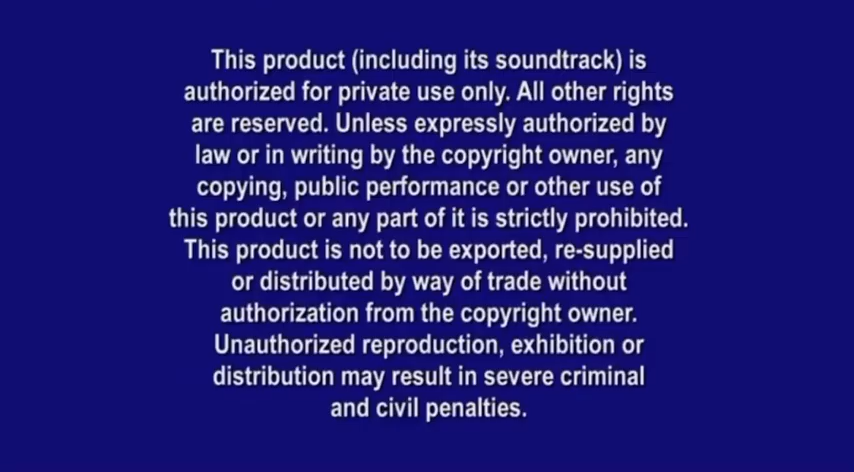 This product (including its soundtrack) is
authorized for private use only. All other rights
are reserved. Unless expressly authorized by
law or in writing by the copyright owner, any
copying, public performance or other use of
this product or any part of it is strictly prohibited.
This product is not to be exported, re-supplied
or distributed by way of trade without
authorization from the copyright owner.
Unauthorized reproduction, exhibition or
distribution may result in severe criminal
and civil penalties.